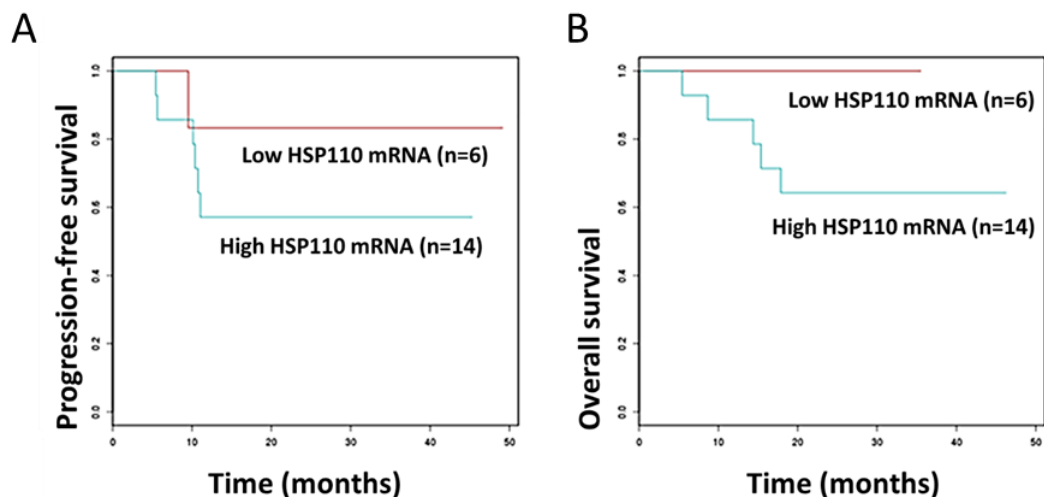 A
Progression-free survival
1.0
0.8
0.6
0.4
0.2
0.0
Low HSP110 mRNA (n=6)
High HSP110 mRNA (n=14)
0 10 20 30 40 50
Time (months)
B
Overall survival
1.0
0.8
0.6
0.4
0.2
0.0
Low HSP110 mRNA (n=6)
High HSP110 mRNA (n=14)
0 10 20 30 40 50
Time (months)